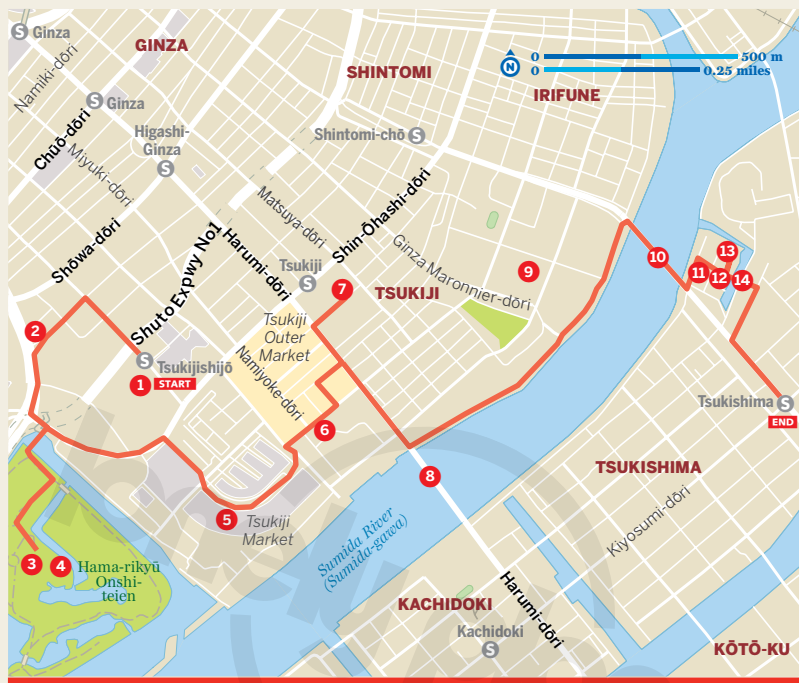 Ginza
GINZA
Namiki-dōri
SHINTOMI
N
0
500 m
0
0.25 miles
IRIFUNE
Ginza
Chūō-dōri
Higashi-
Ginza
Miyuki-dōri
Shintomi-chō
Matsuya-dōri
Shin-Ōhashi-dōri
Shōwa-dōri
Shuto Expwy No1
Harumi-dōri
Ginza Maronnier-dōri
9
10
11
12
13
14
Tsukiji
7
TSUKIJI
2
Tsukiji
Outer
Market
Namiyoke-dōri
Tsukijishijō
1
START
Tsukishima
END
6
8
TSUKISHIMA
5
Tsukiji
Market
Kiyosumi-dōri
Sumida River
(Sumida-gawa)
3
4
Hama-rikyū
Onshi-
teien
KACHIDOKI
Harumi-dōri
Kachidoki
KŌTŌ-KU
S
S
S
S
S
S
S
S